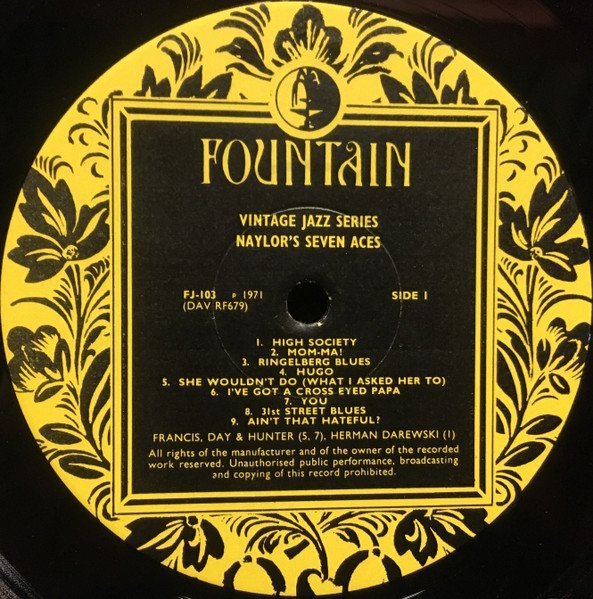 FOUNTAIN
VINTAGE JAZZ SERIES
NAYLOR'S SEVEN ACES
FJ-103 P 1971 SIDE 1
(DAV RF679)
1. HIGH SOCIETY
2. MOM-MA!
3. RINGELBERG BLUES
4. HUGO
5. SHE WOULDN'T DO (WHAT I ASKED HER TO)
6. I'VE GOT A CROSS EYED PAPA
7. YOU
8. 31st STREET BLUES
9. AIN'T THAT HATEFUL?
FRANCIS, DAY & HUNTER (5, 7). HERMAN DAREWSKI (1)
All rights of the manufacturer and of the owner of the recorded
work reserved. Unauthorised public performance, broadcasting
and copying of this record prohibited.